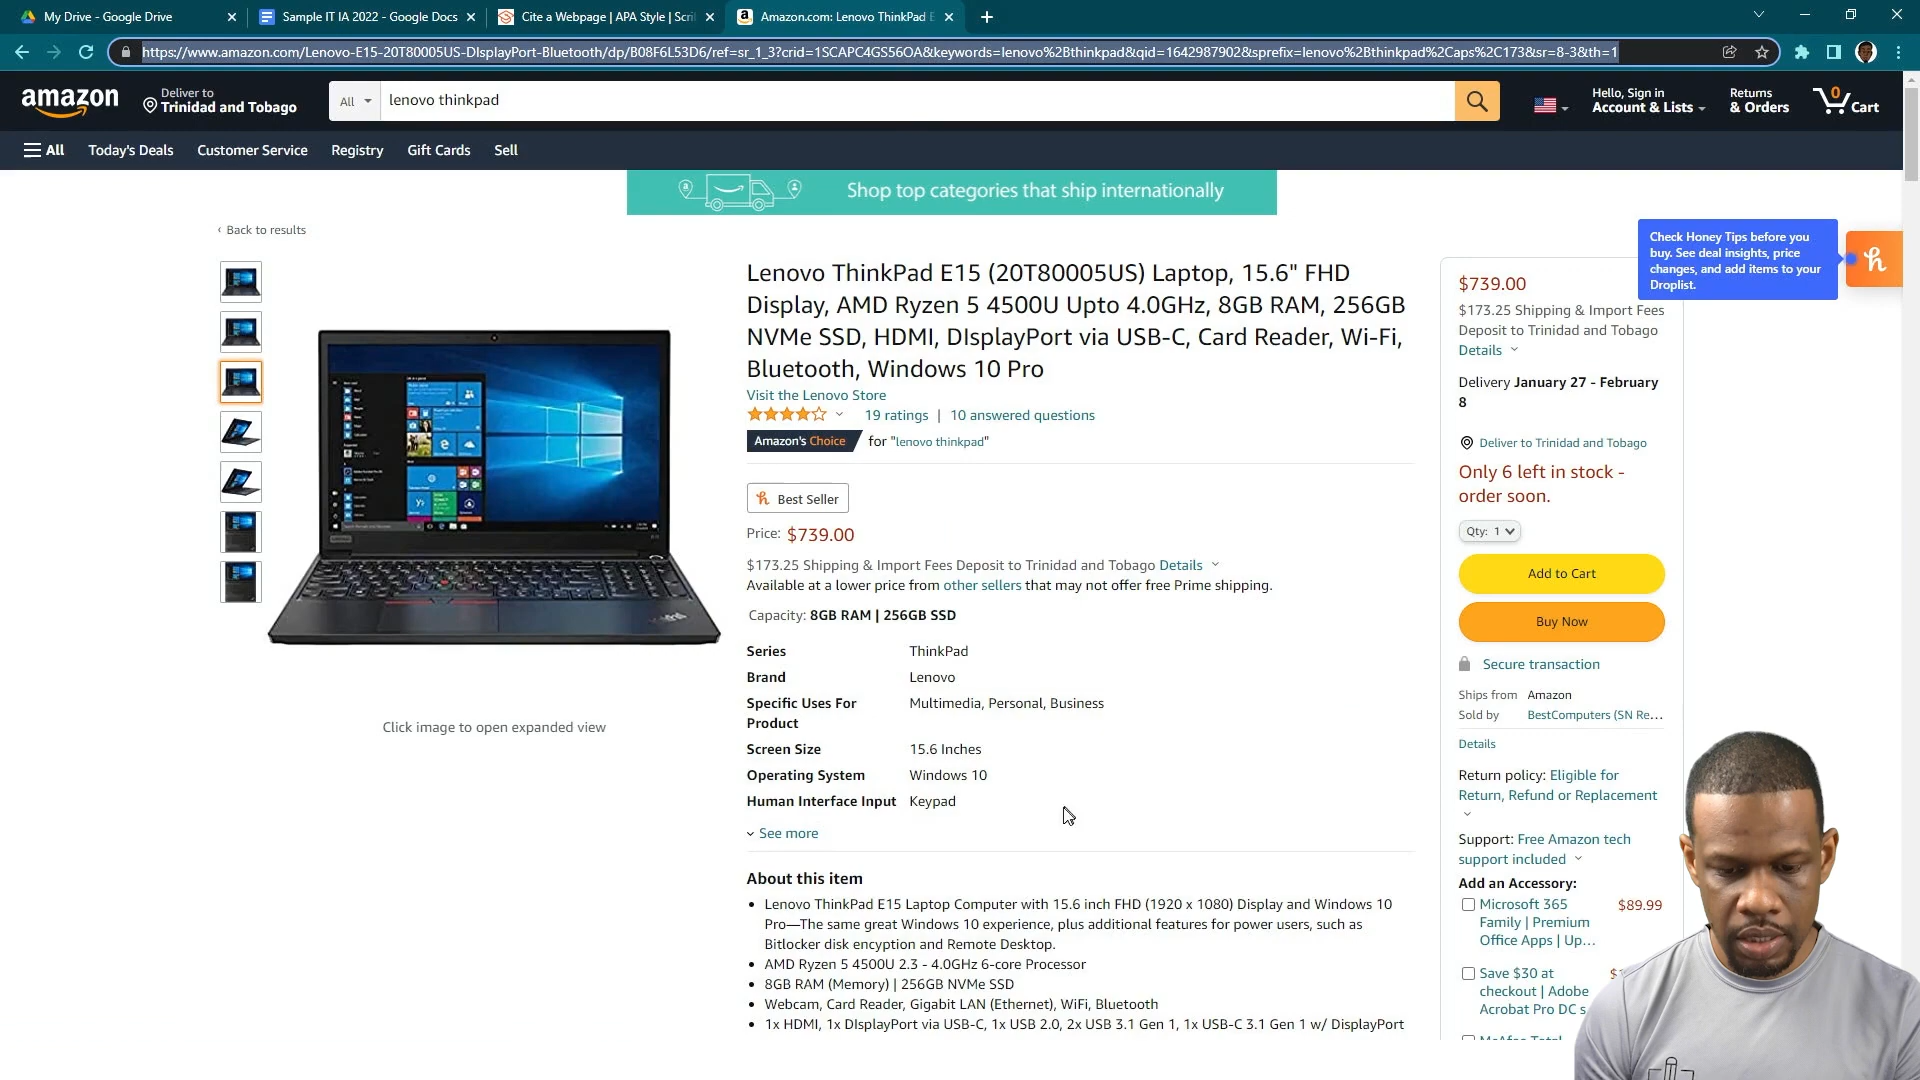 My Drive - Google Drive
Sample IT IA 2022 - Google Docs
Cite a Webpage | APA Style | Scri
Amazon.com: Lenovo ThinkPad E
https://www.amazon.com/Lenovo-E15-20T80005US-DIsplayPort-Bluetooth/dp/B08F6L53D6/ref=sr_1_3?crid=1SCAPC4GS56OA&keywords=lenovo%2Bthinkpad&qid=1642987902&sprefix=lenovo%2Bthinkpad%2Caps%2C173&sr=8-3&th=1
amazon
Deliver to
Trinidad and Tobago
All
lenovo thinkpad
Hello, Sign in
Account & Lists
Returns
& Orders
0
Cart
All
Today's Deals
Customer Service
Registry
Gift Cards
Sell
Shop top categories that ship internationally
‹ Back to results
Check Honey Tips before you
buy. See deal insights, price
changes, and add items to your
Droplist.
Lenovo ThinkPad E15 (20T80005US) Laptop, 15.6" FHD
Display, AMD Ryzen 5 4500U Upto 4.0GHz, 8GB RAM, 256GB
NVMe SSD, HDMI, DIsplayPort via USB-C, Card Reader, Wi-Fi,
Bluetooth, Windows 10 Pro
Visit the Lenovo Store
19 ratings | 10 answered questions
Amazon's Choice for "lenovo thinkpad"
Best Seller
Price: $739.00
$173.25 Shipping & Import Fees Deposit to Trinidad and Tobago Details
Available at a lower price from other sellers that may not offer free Prime shipping.
Capacity: 8GB RAM | 256GB SSD
Series ThinkPad
Brand Lenovo
Specific Uses For Multimedia, Personal, Business
Product
Screen Size 15.6 Inches
Operating System Windows 10
Human Interface Input Keypad
See more
Click image to open expanded view
About this item
• Lenovo ThinkPad E15 Laptop Computer with 15.6 inch FHD (1920 x 1080) Display and Windows 10
Pro—The same great Windows 10 experience, plus additional features for power users, such as
Bitlocker disk encyption and Remote Desktop.
• AMD Ryzen 5 4500U 2.3 - 4.0GHz 6-core Processor
• 8GB RAM (Memory) | 256GB NVMe SSD
• Webcam, Card Reader, Gigabit LAN (Ethernet), WiFi, Bluetooth
• 1x HDMI, 1x DIsplayPort via USB-C, 1x USB 2.0, 2x USB 3.1 Gen 1, 1x USB-C 3.1 Gen 1 w/ DisplayPort
$739.00
$173.25 Shipping & Import Fees
Deposit to Trinidad and Tobago
Details
Delivery January 27 - February
8
Deliver to Trinidad and Tobago
Only 6 left in stock -
order soon.
Qty: 1
Add to Cart
Buy Now
Secure transaction
Ships from Amazon
Sold by BestComputers (SN Re...
Details
Return policy: Eligible for
Return, Refund or Replacement
Support: Free Amazon tech
support included
Add an Accessory:
Microsoft 365 $89.99
Family | Premium
Office Apps | Up...
Save $30 at
checkout | Adobe
Acrobat Pro DC s